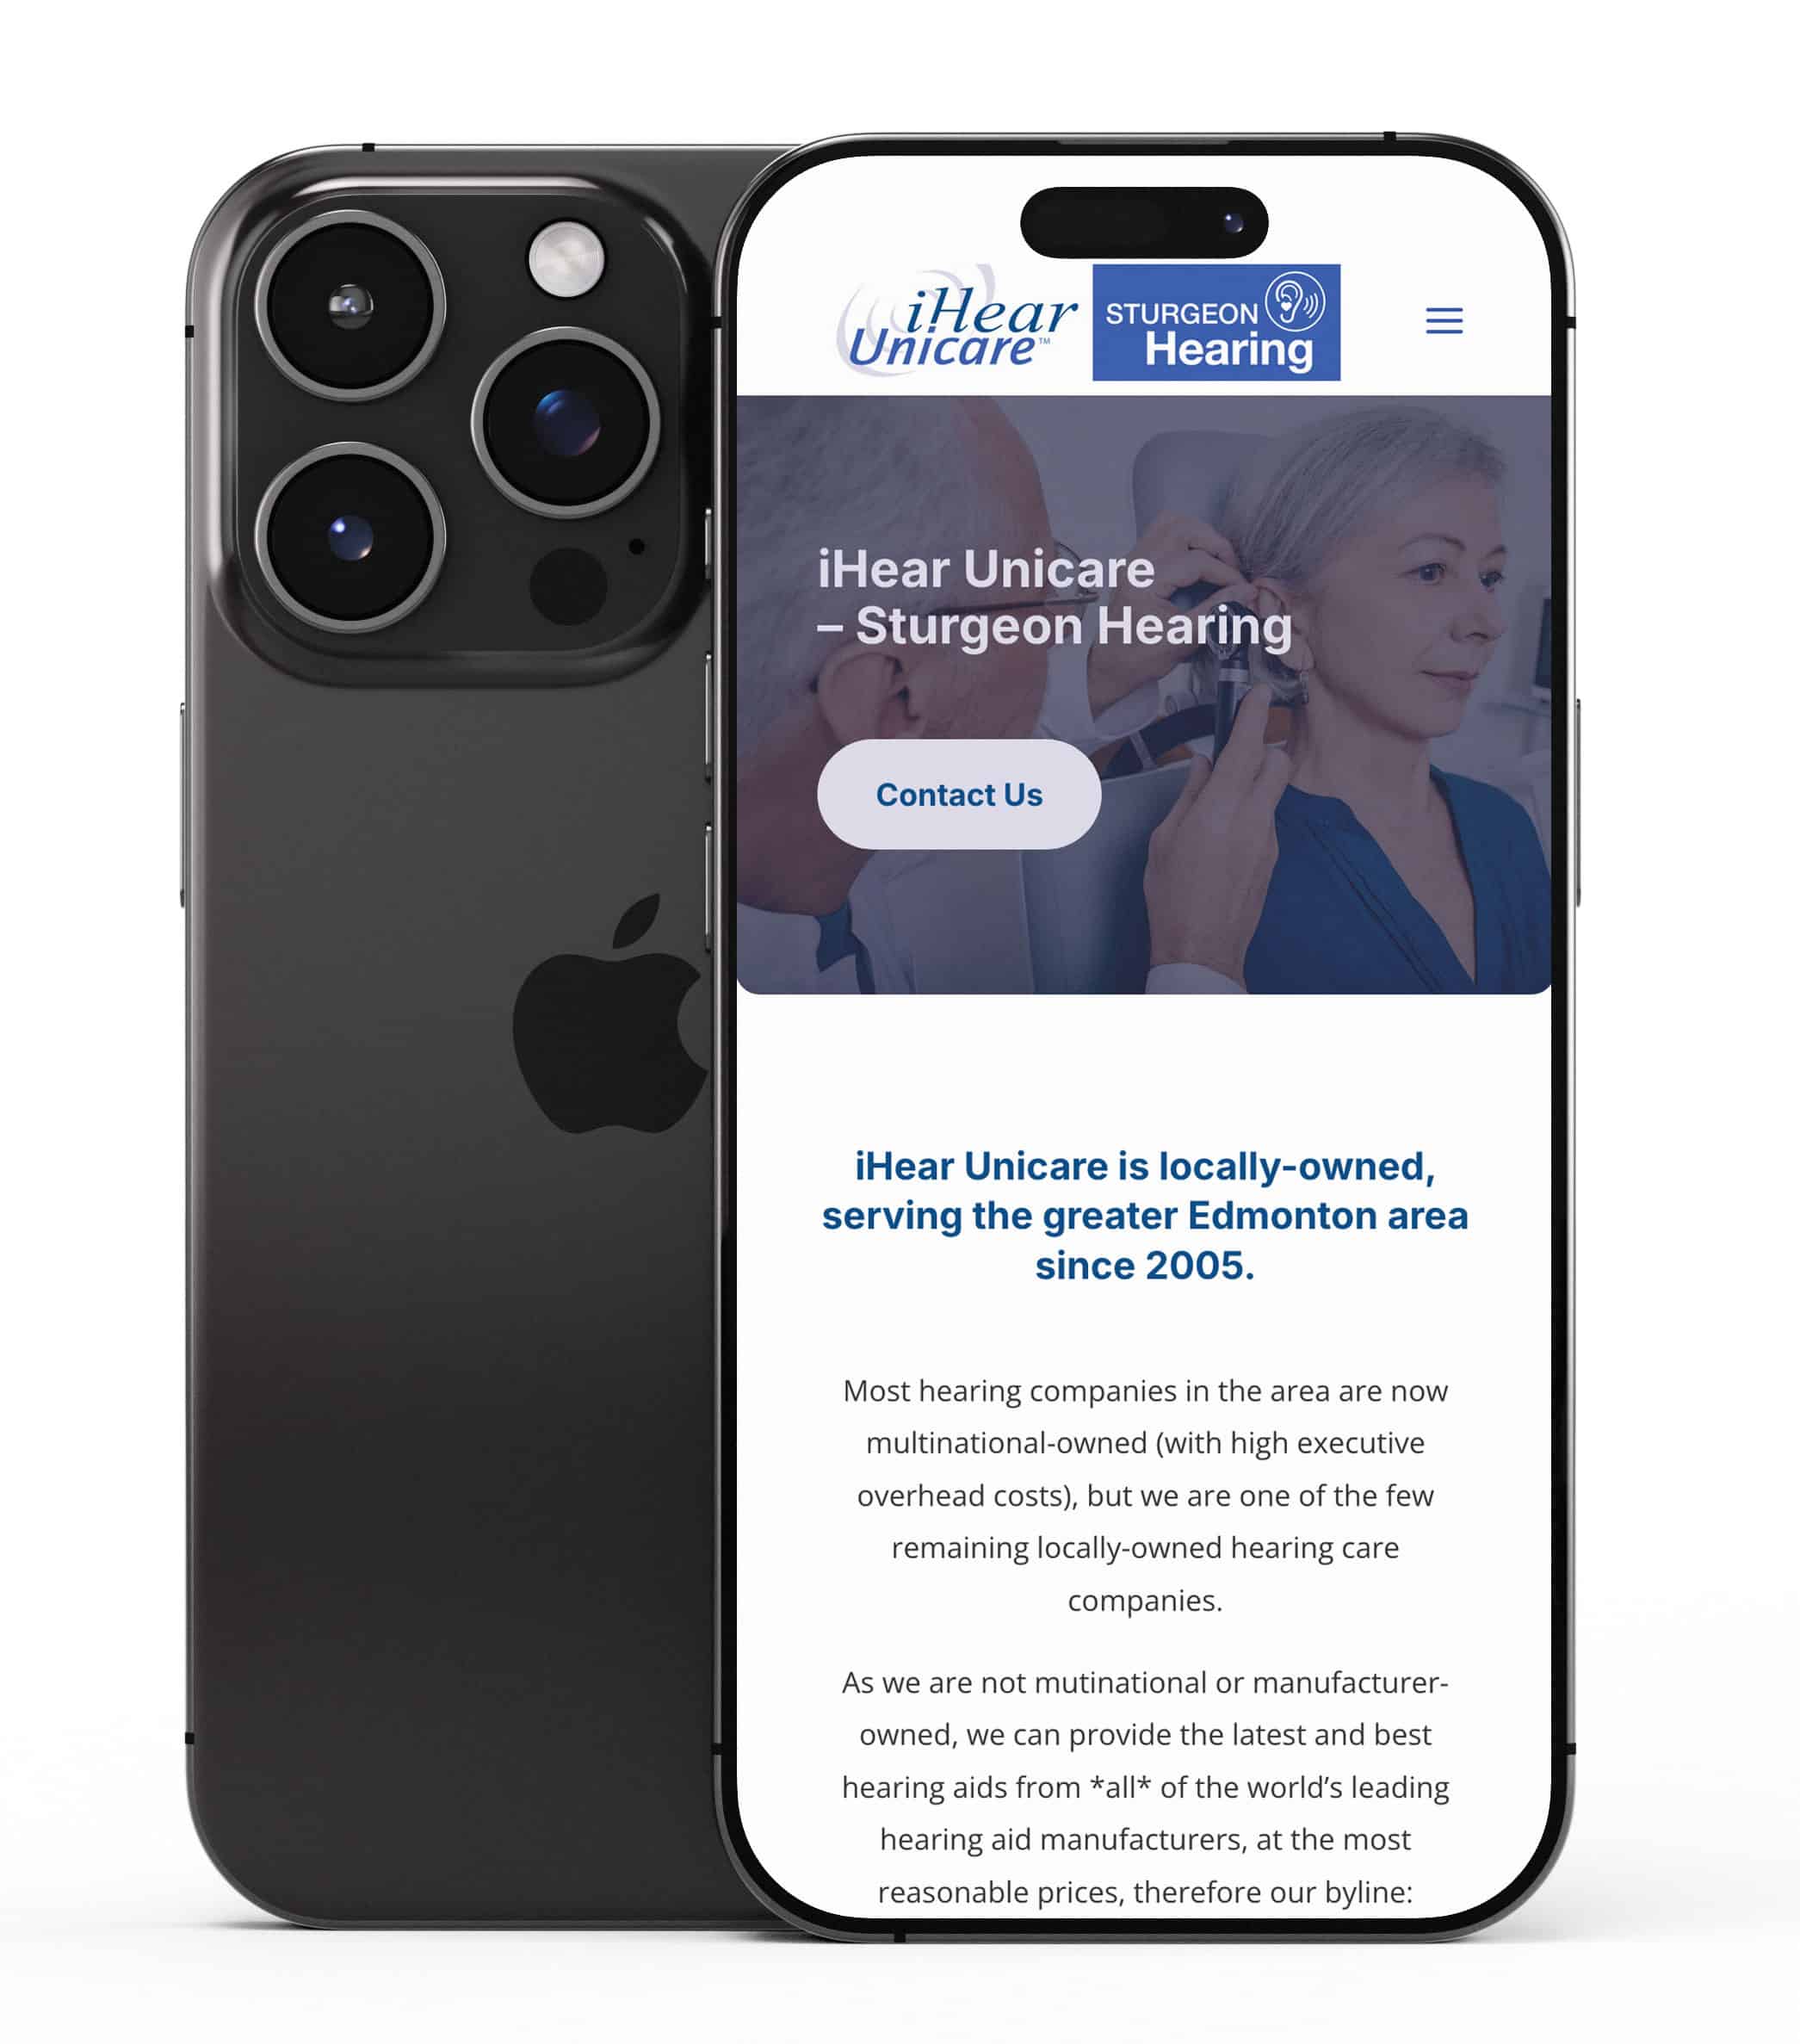 iHear
Unicare™
STURGEON
Hearing
iHear Unicare
– Sturgeon Hearing
Contact Us
iHear Unicare is locally-owned,
serving the greater Edmonton area
since 2005.
Most hearing companies in the area are now
multinational-owned (with high executive
overhead costs), but we are one of the few
remaining locally-owned hearing care
companies.
As we are not mutinational or manufacturer-
owned, we can provide the latest and best
hearing aids from *all* of the world’s leading
hearing aid manufacturers, at the most
reasonable prices, therefore our byline: